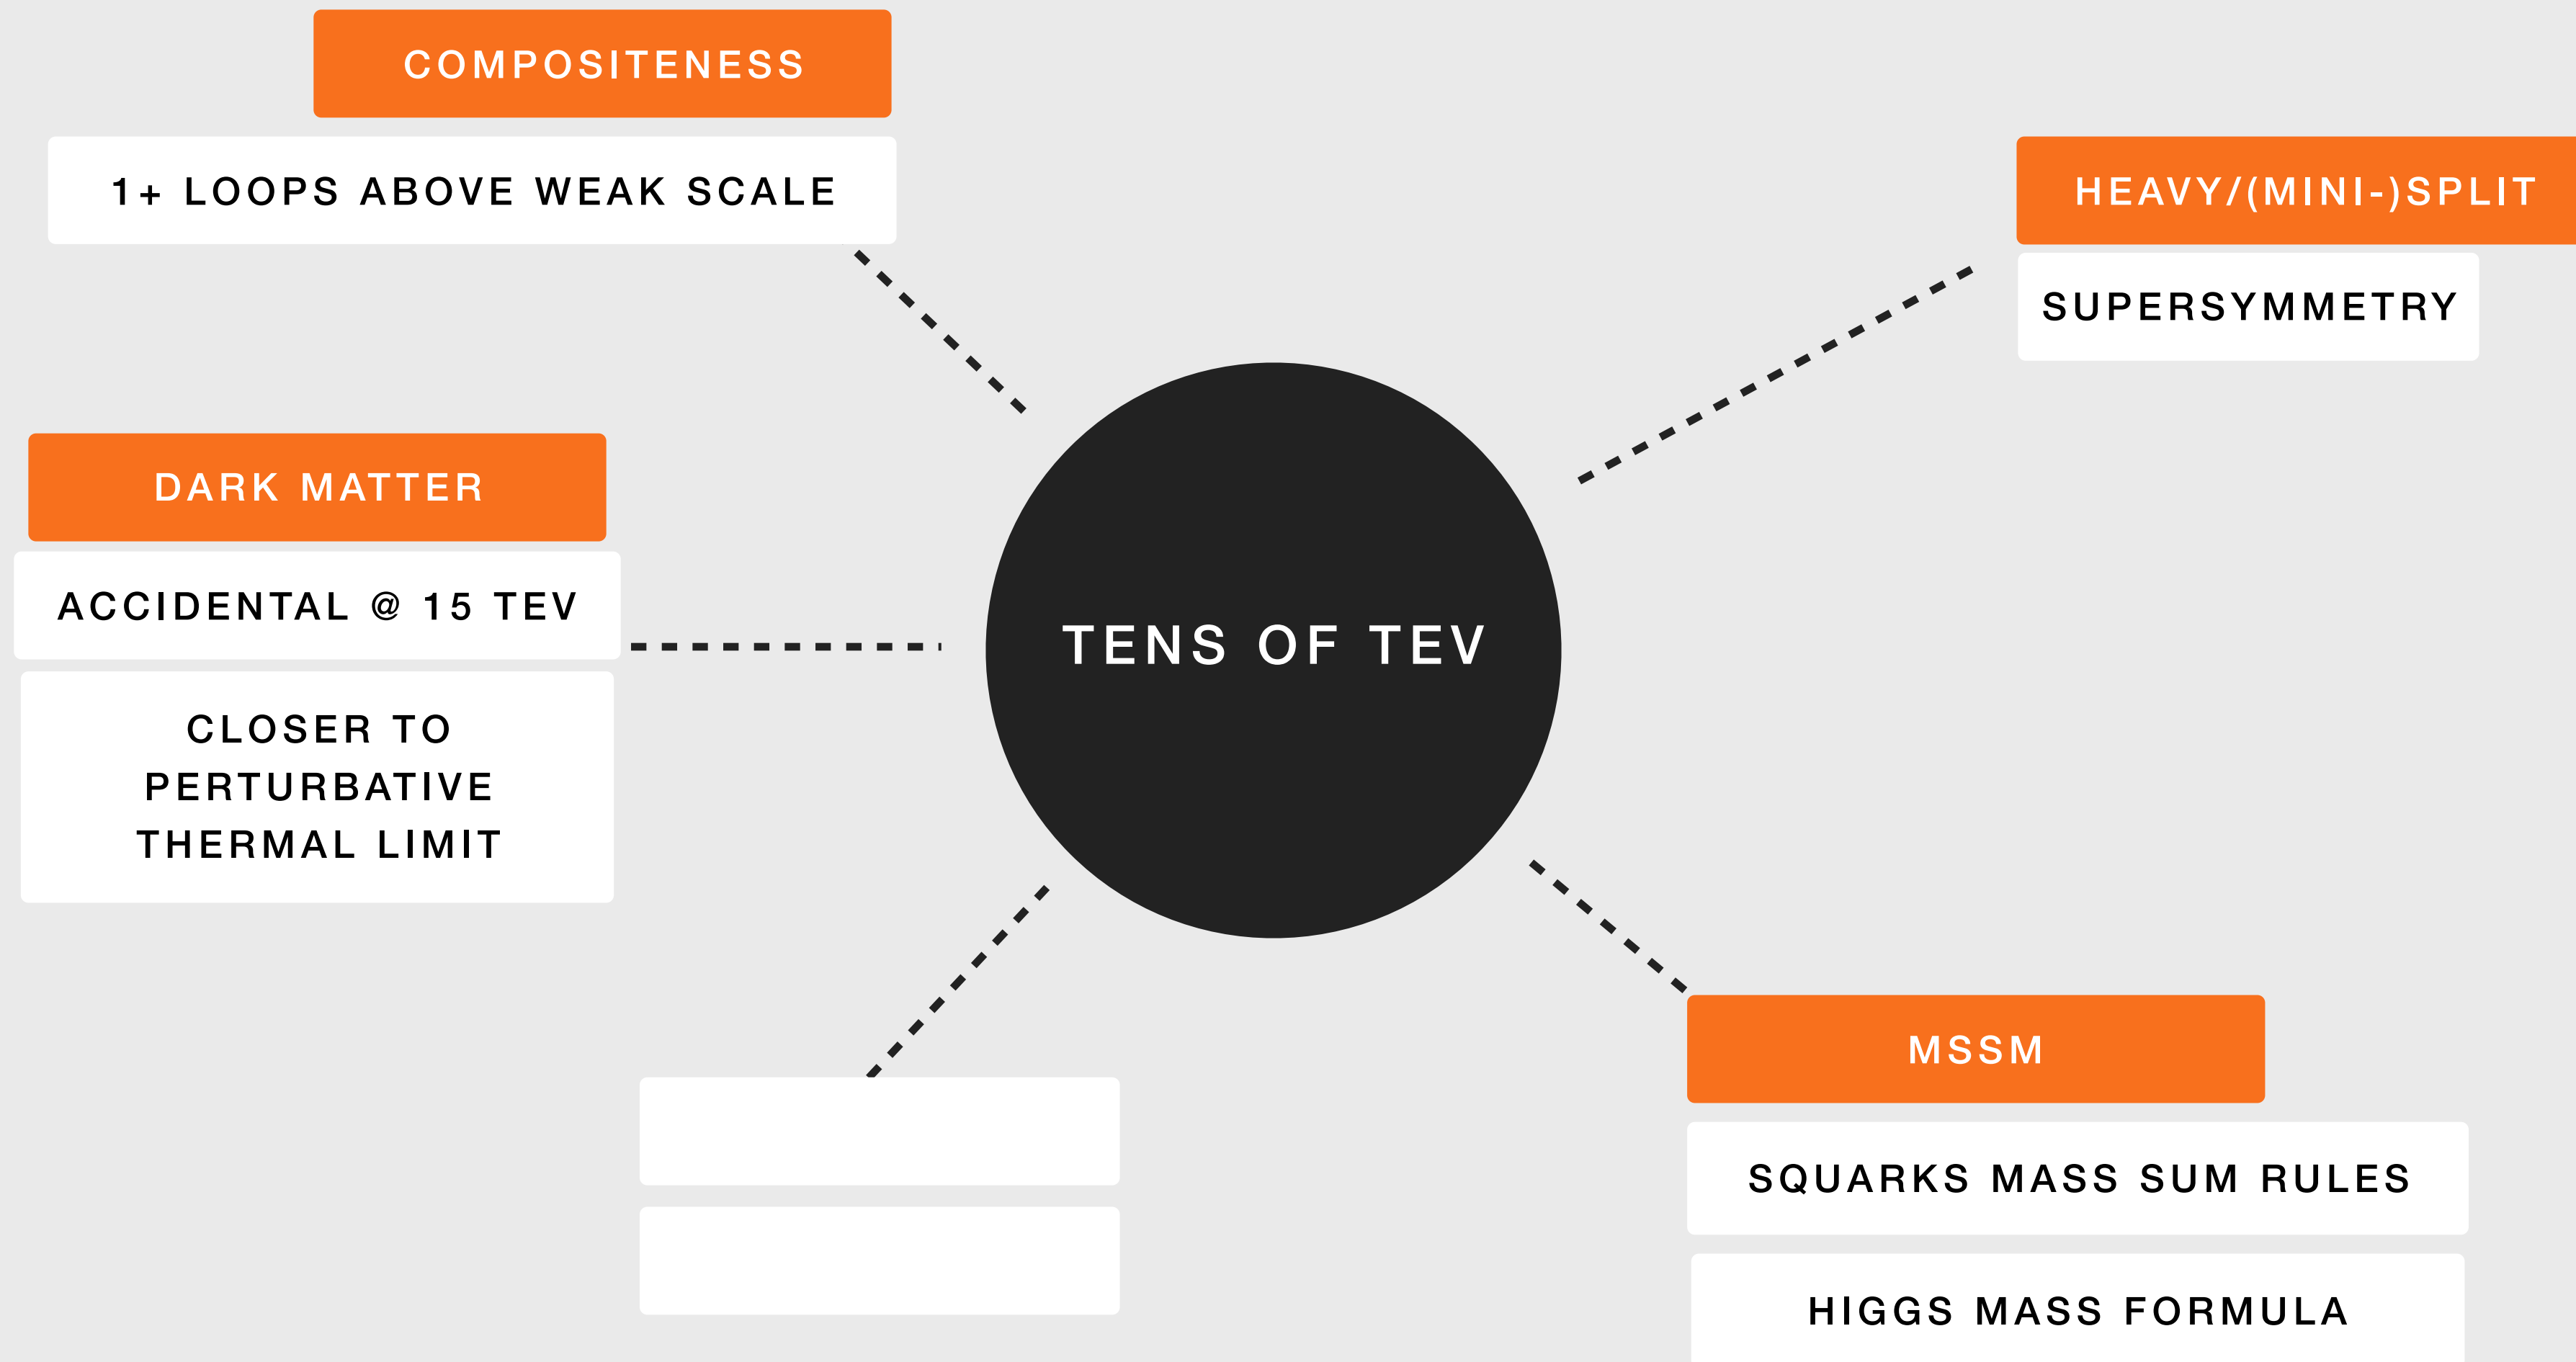 COMPOSITENESS
1+ LOOPS ABOVE WEAK SCALE
HEAVY/(MINI-)SPLIT
SUPERSYMMETRY
DARK MATTER
ACCIDENTAL @ 15 TEV
CLOSER TO
PERTURBATIVE
THERMAL LIMIT
TENS OF TEV
MSSM
SQUARKS MASS SUM RULES
HIGGS MASS FORMULA